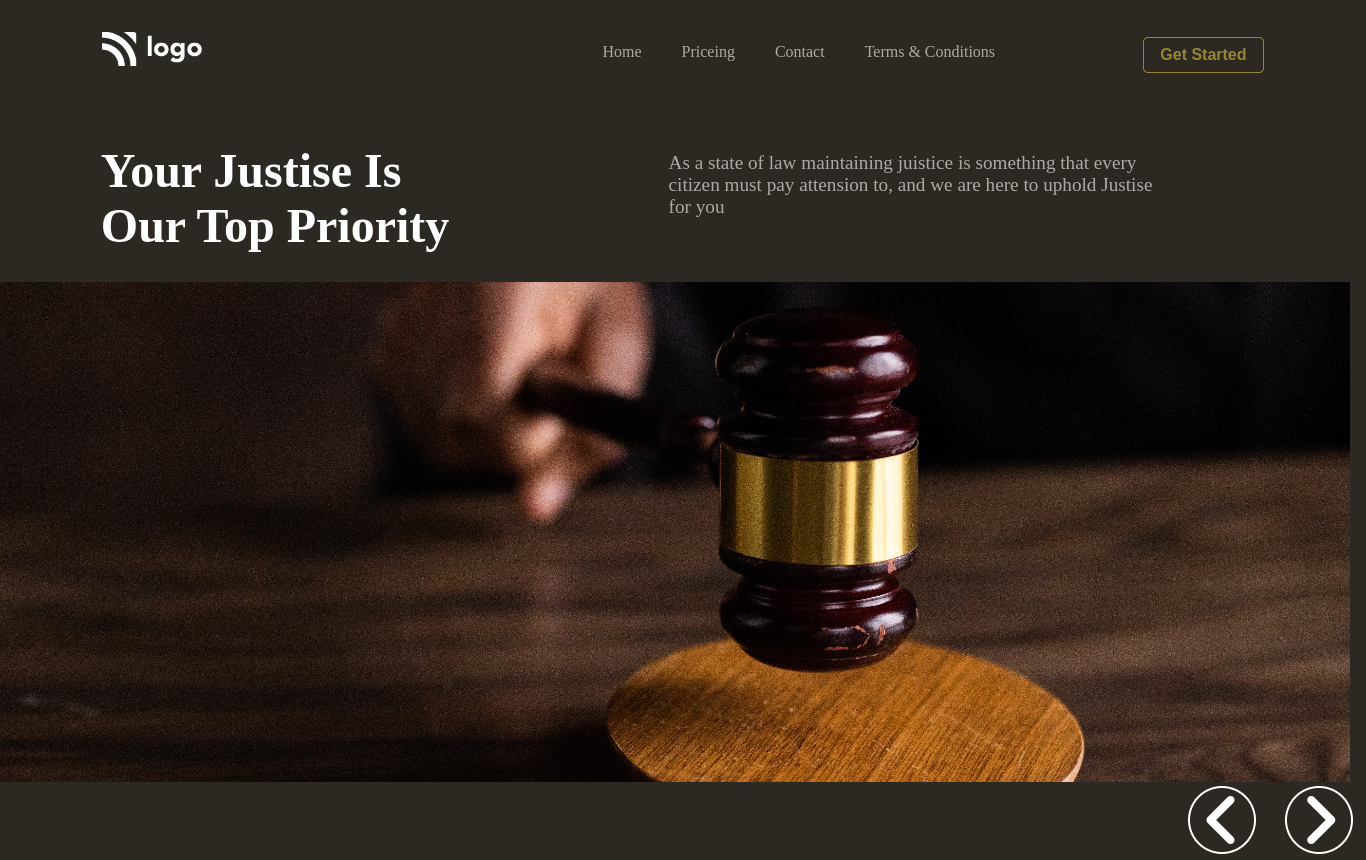 logo
Home Priceing Contact Terms & Conditions Get Started
Your Justise Is
Our Top Priority
As a state of law maintaining juistice is something that every
citizen must pay attension to, and we are here to uphold Justise
for you